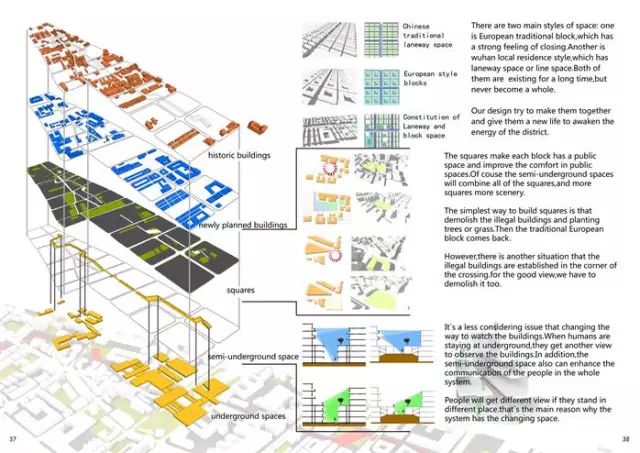 historic buildings
newly planned buildings
squares
semi-underground space
underground spaces
37
Chinese
traditional
laneway space
European style
blocks
Constitution of
Laneway and
block space
There are two main styles of space: one
is European traditional block,which has
a strong feeling of closing.Another is
wuhan local residence style,which has
laneway space or line space.Both of
them are existing for a long time,but
never become a whole.
Our design try to make them together
and give them a new life to awaken the
energy of the district.
The squares make each block has a public
space and improve the comfort in public
spaces.Of couse the semi-underground spaces
will combine all of the squares,and more
squares more scenery.
The simplest way to build squares is that
demolish the illegal buildings and planting
trees or grass.Then the traditional European
block comes back.
However,there is another situation that the
illegal buildings are established in the corner of
the crossing.for the good view,we have to
demolish it too.
It`s a less considering issue that changing the
way to watch the buildings.When humans are
staying at underground,they get another view
to observe the buildings.In addition,the
semi-underground space also can enhance the
communication of the people in the whole
system.
People will get different view if they stand in
different place.that`s the main reason why the
system has the changing space.
38